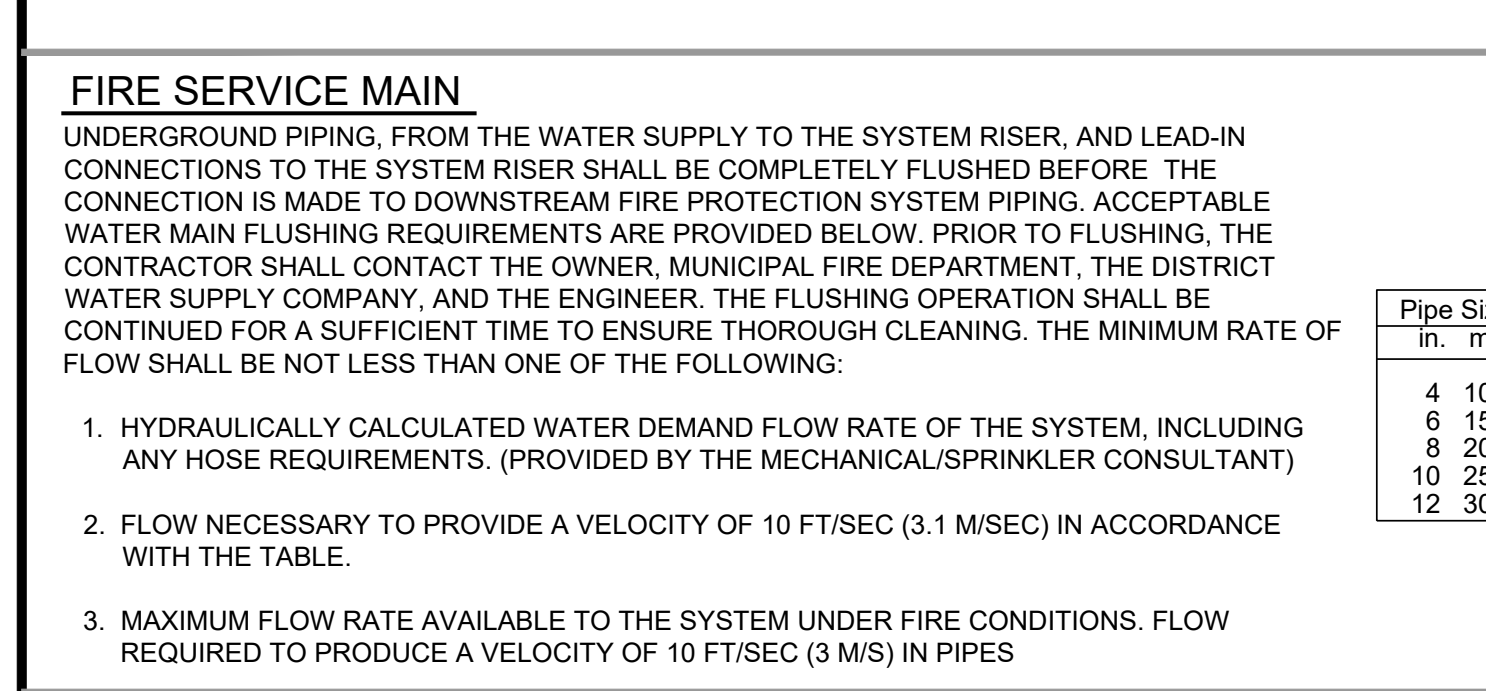 FIRE SERVICE MAIN
UNDERGROUND PIPING, FROM THE WATER SUPPLY TO THE SYSTEM RISER, AND LEAD-IN
CONNECTIONS TO THE SYSTEM RISER SHALL BE COMPLETELY FLUSHED BEFORE THE
CONNECTION IS MADE TO DOWNSTREAM FIRE PROTECTION SYSTEM PIPING. ACCEPTABLE
WATER MAIN FLUSHING REQUIREMENTS ARE PROVIDED BELOW. PRIOR TO FLUSHING, THE
CONTRACTOR SHALL CONTACT THE OWNER, MUNICIPAL FIRE DEPARTMENT, THE DISTRICT
WATER SUPPLY COMPANY, AND THE ENGINEER. THE FLUSHING OPERATION SHALL BE
CONTINUED FOR A SUFFICIENT TIME TO ENSURE THOROUGH CLEANING. THE MINIMUM RATE OF
FLOW SHALL BE NOT LESS THAN ONE OF THE FOLLOWING:
1. HYDRAULICALLY CALCULATED WATER DEMAND FLOW RATE OF THE SYSTEM, INCLUDING
ANY HOSE REQUIREMENTS. (PROVIDED BY THE MECHANICAL/SPRINKLER CONSULTANT)
2. FLOW NECESSARY TO PROVIDE A VELOCITY OF 10 FT/SEC (3.1 M/SEC) IN ACCORDANCE
WITH THE TABLE.
3. MAXIMUM FLOW RATE AVAILABLE TO THE SYSTEM UNDER FIRE CONDITIONS. FLOW
REQUIRED TO PRODUCE A VELOCITY OF 10 FT/SEC (3 M/S) IN PIPES
Pipe
in.
4
6
8
10
12